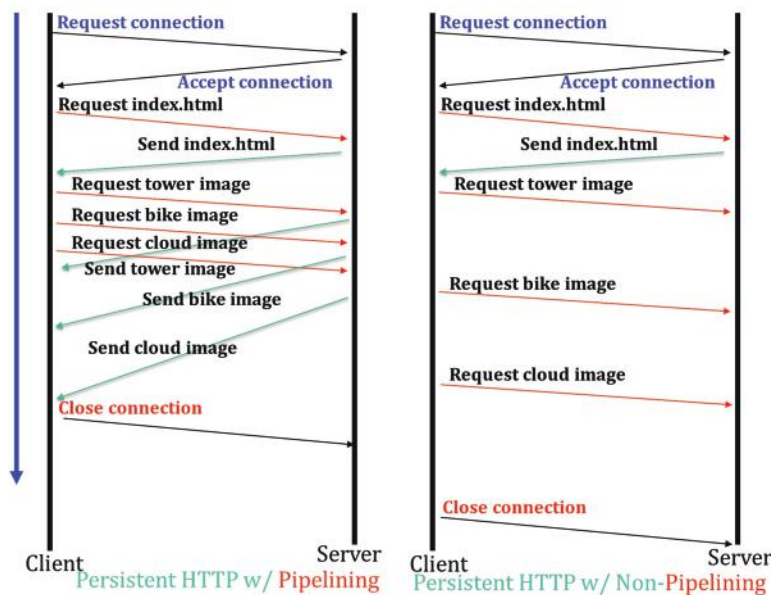 Request connection
Accept connection
Request index.html
Send index.html
Request tower image
Request bike image
Request cloud image
Send tower image
Send bike image
Send cloud image
Close connection
Client
Server
Persistent HTTP w/ Pipelining
Request connection
Accept connection
Request index.html
Send index.html
Request tower image
Request bike image
Request cloud image
Close connection
Client
Server
Persistent HTTP w/ Non-Pipelining